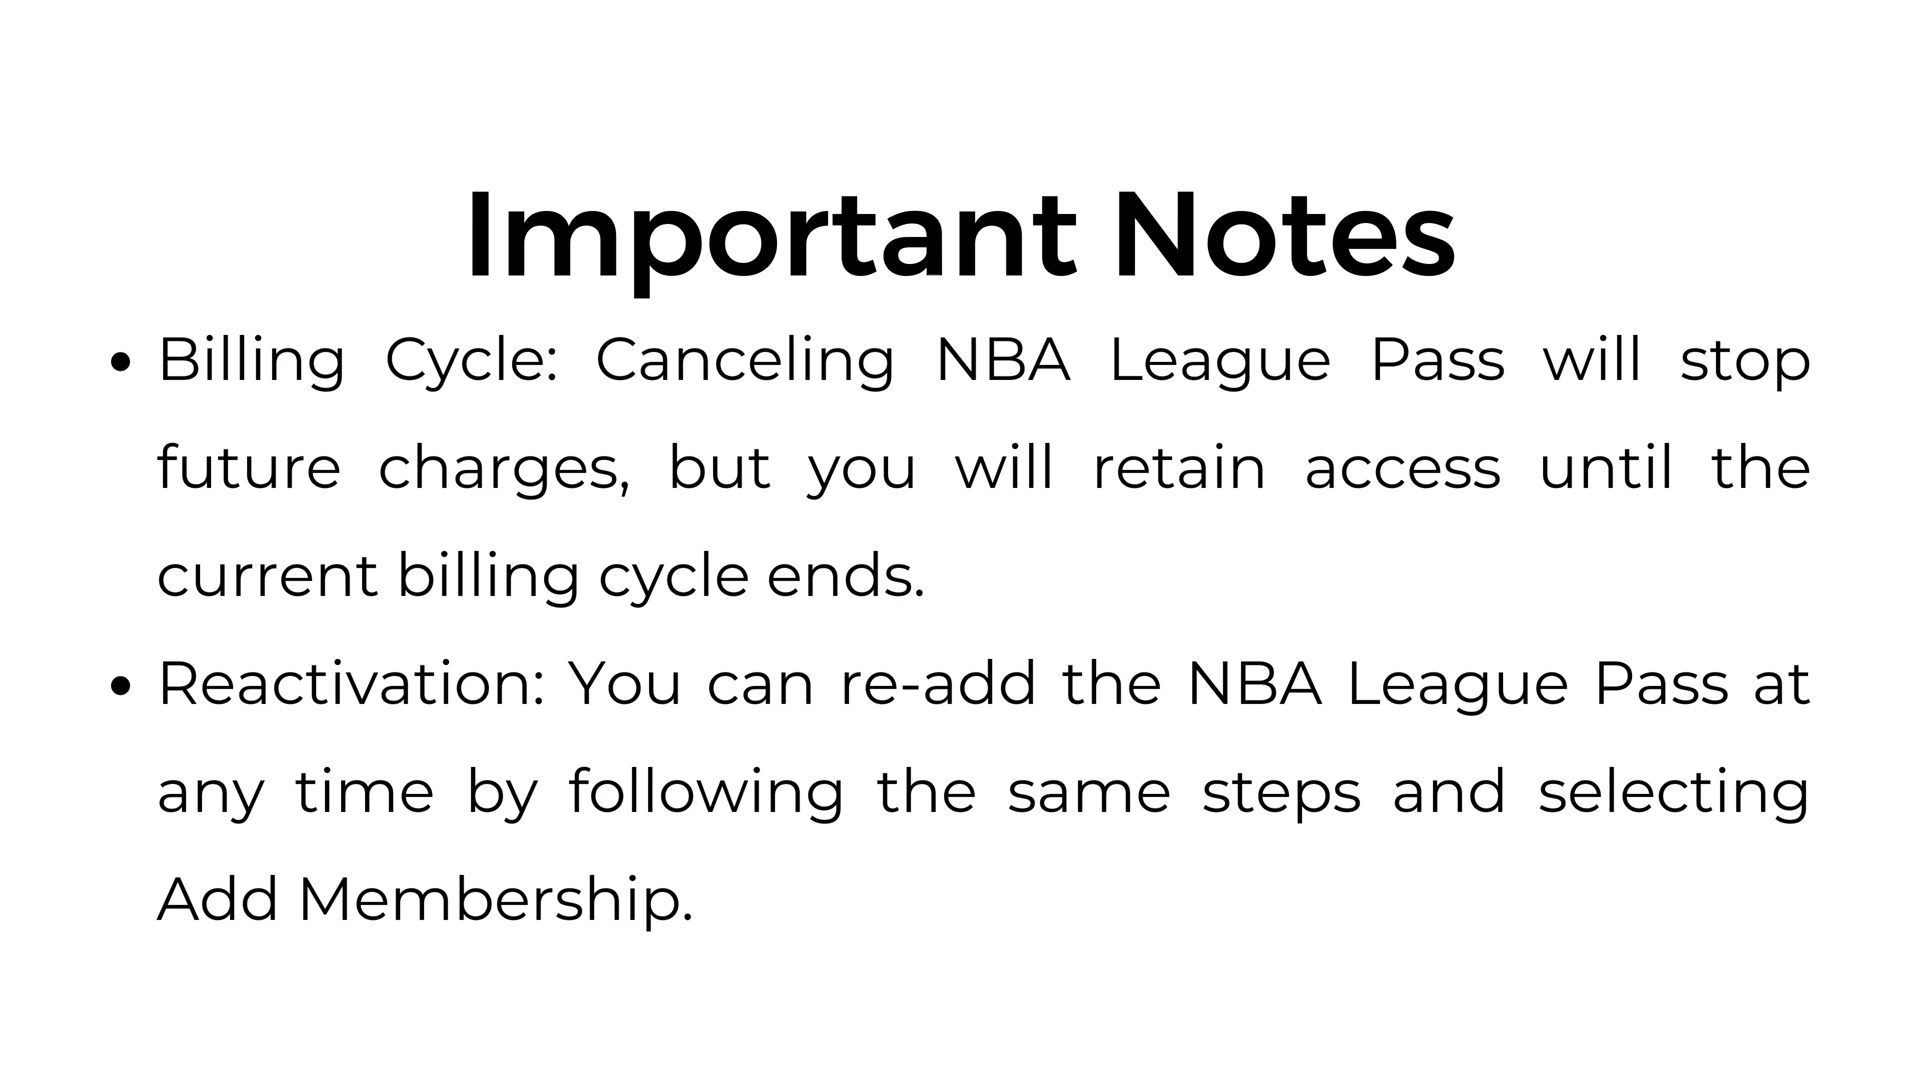 Important Notes
• Billing Cycle: Canceling NBA League Pass will stop
future charges, but you will retain access until the
current billing cycle ends.
• Reactivation: You can re-add the NBA League Pass at
any time by following the same steps and selecting
Add Membership.